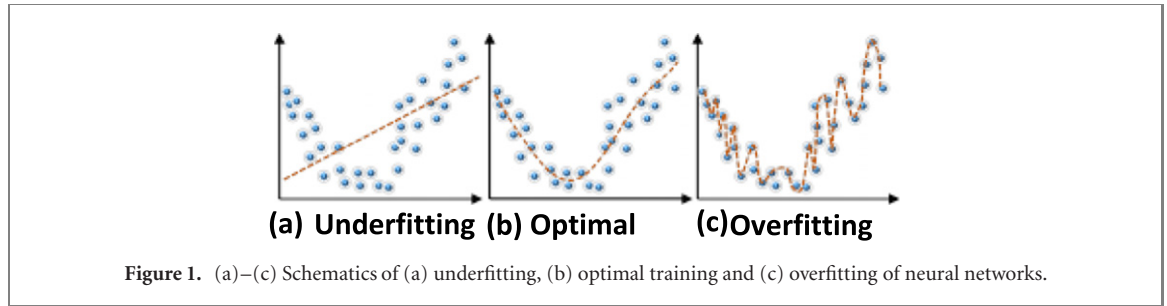 (a) Underfitting (b) Optimal (c)Overfitting
Figure 1. (a)–(c) Schematics of (a) underfitting, (b) optimal training and (c) overfitting of neural networks.